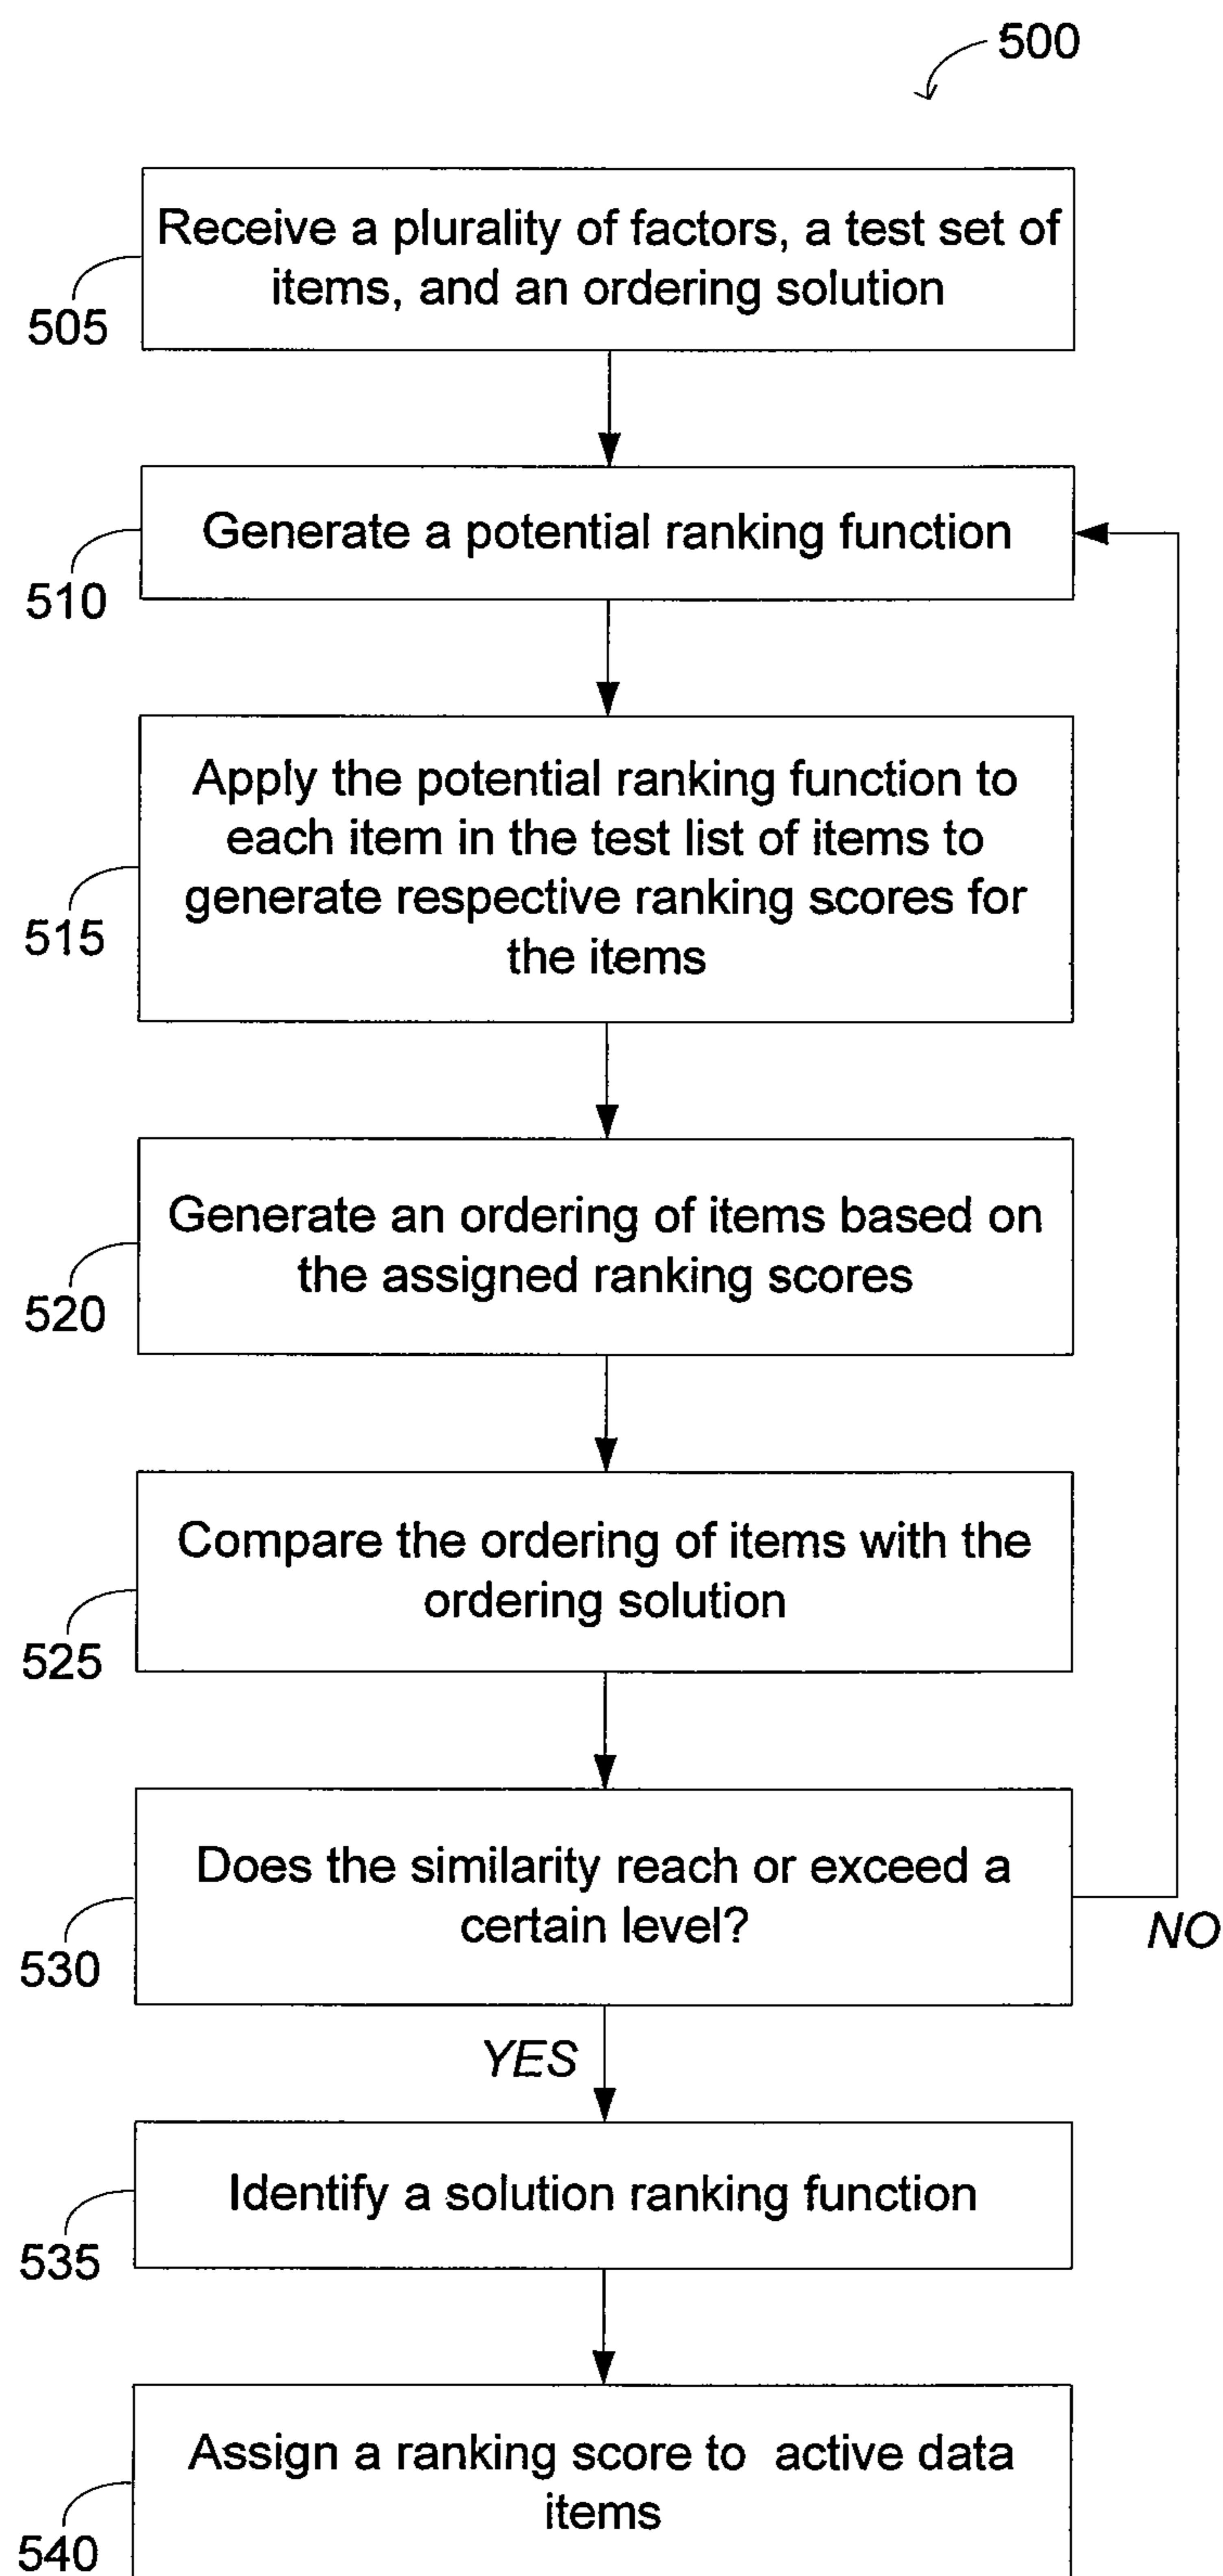 500
Receive a plurality of factors, a test set of
items, and an ordering solution
505
Generate a potential ranking function
510
Apply the potential ranking function to
each item in the test list of items to
generate respective ranking scores for
the items
515
Generate an ordering of items based on
the assigned ranking scores
520
Compare the ordering of items with the
ordering solution
525
Does the similarity reach or exceed a
certain level?
530
NO
YES
Identify a solution ranking function
535
Assign a ranking score to active data
items
540